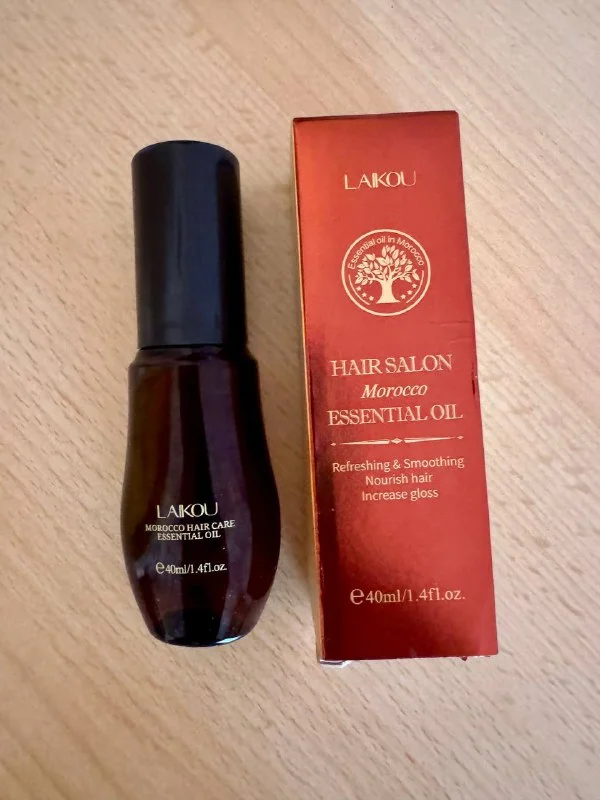 LAIKOU
MOROCCO HAIR CARE
ESSENTIAL OIL
℮40ml/1.4fl.oz.
LAIKOU
Essential oil in Morocco
HAIR SALON
Morocco
ESSENTIAL OIL
Refreshing & Smoothing
Nourish hair
Increase gloss
℮40ml/1.4fl.oz.